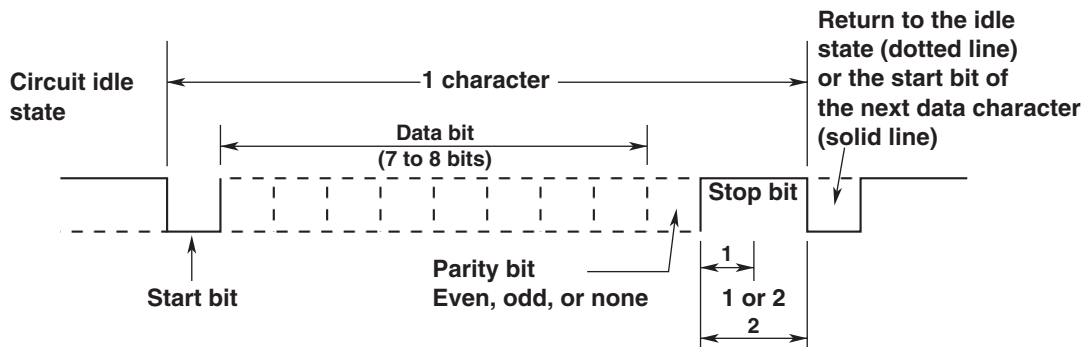 Return to the idle
state (dotted line)
or the start bit of
the next data character
(solid line)
Circuit idle
state
1 character
Data bit
(7 to 8 bits)
Stop bit
Start bit
Parity bit
Even, odd, or none
1
1 or 2
2